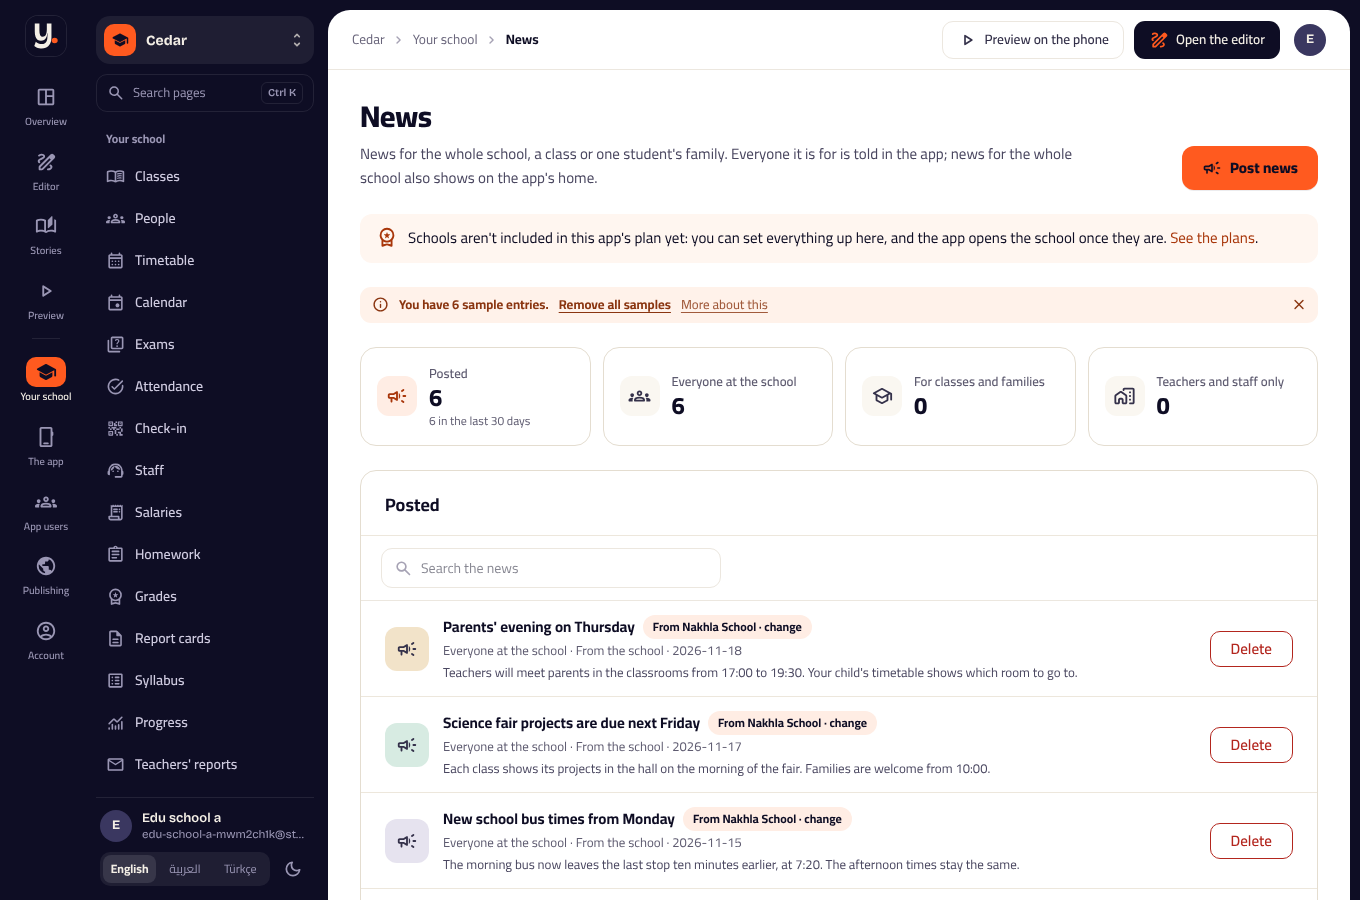 y.
Cedar
Search pages
Ctrl K
Overview
Editor
Stories
Preview
Your school
The app
App users
Publishing
Account
Your school
Classes
People
Timetable
Calendar
Exams
Attendance
Check-in
Staff
Salaries
Homework
Grades
Report cards
Syllabus
Progress
Teachers' reports
E
Edu school a
edu-school-a-mwm2ch1k@st...
English
العربية
Türkçe
Cedar
Your school
News
Preview on the phone
Open the editor
E
News
News for the whole school, a class or one student's family. Everyone it is for is told in the app; news for the whole
school also shows on the app's home.
Post news
Schools aren't included in this app's plan yet: you can set everything up here, and the app opens the school once they are. See the plans.
You have 6 sample entries. Remove all samples More about this
Posted
6
6 in the last 30 days
Everyone at the school
6
For classes and families
0
Teachers and staff only
0
Posted
Search the news
Parents' evening on Thursday
From Nakhla School · change
Everyone at the school · From the school · 2026-11-18
Teachers will meet parents in the classrooms from 17:00 to 19:30. Your child's timetable shows which room to go to.
Delete
Science fair projects are due next Friday
From Nakhla School · change
Everyone at the school · From the school · 2026-11-17
Each class shows its projects in the hall on the morning of the fair. Families are welcome from 10:00.
Delete
New school bus times from Monday
From Nakhla School · change
Everyone at the school · From the school · 2026-11-15
The morning bus now leaves the last stop ten minutes earlier, at 7:20. The afternoon times stay the same.
Delete